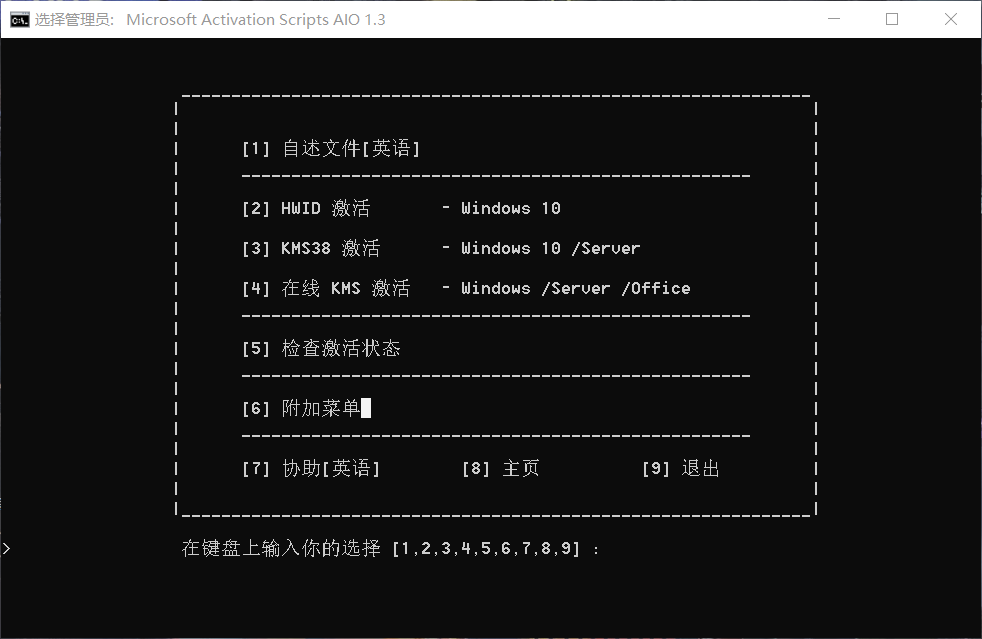 选择管理员: Microsoft Activation Scripts AIO 1.3
[1] 自述文件[英语]
[2] HWID 激活 - Windows 10
[3] KMS38 激活 - Windows 10 /Server
[4] 在线 KMS 激活 - Windows /Server /Office
[5] 检查激活状态
[6] 附加菜单
[7] 协助[英语] [8] 主页 [9] 退出
在键盘上输入你的选择 [1,2,3,4,5,6,7,8,9] :